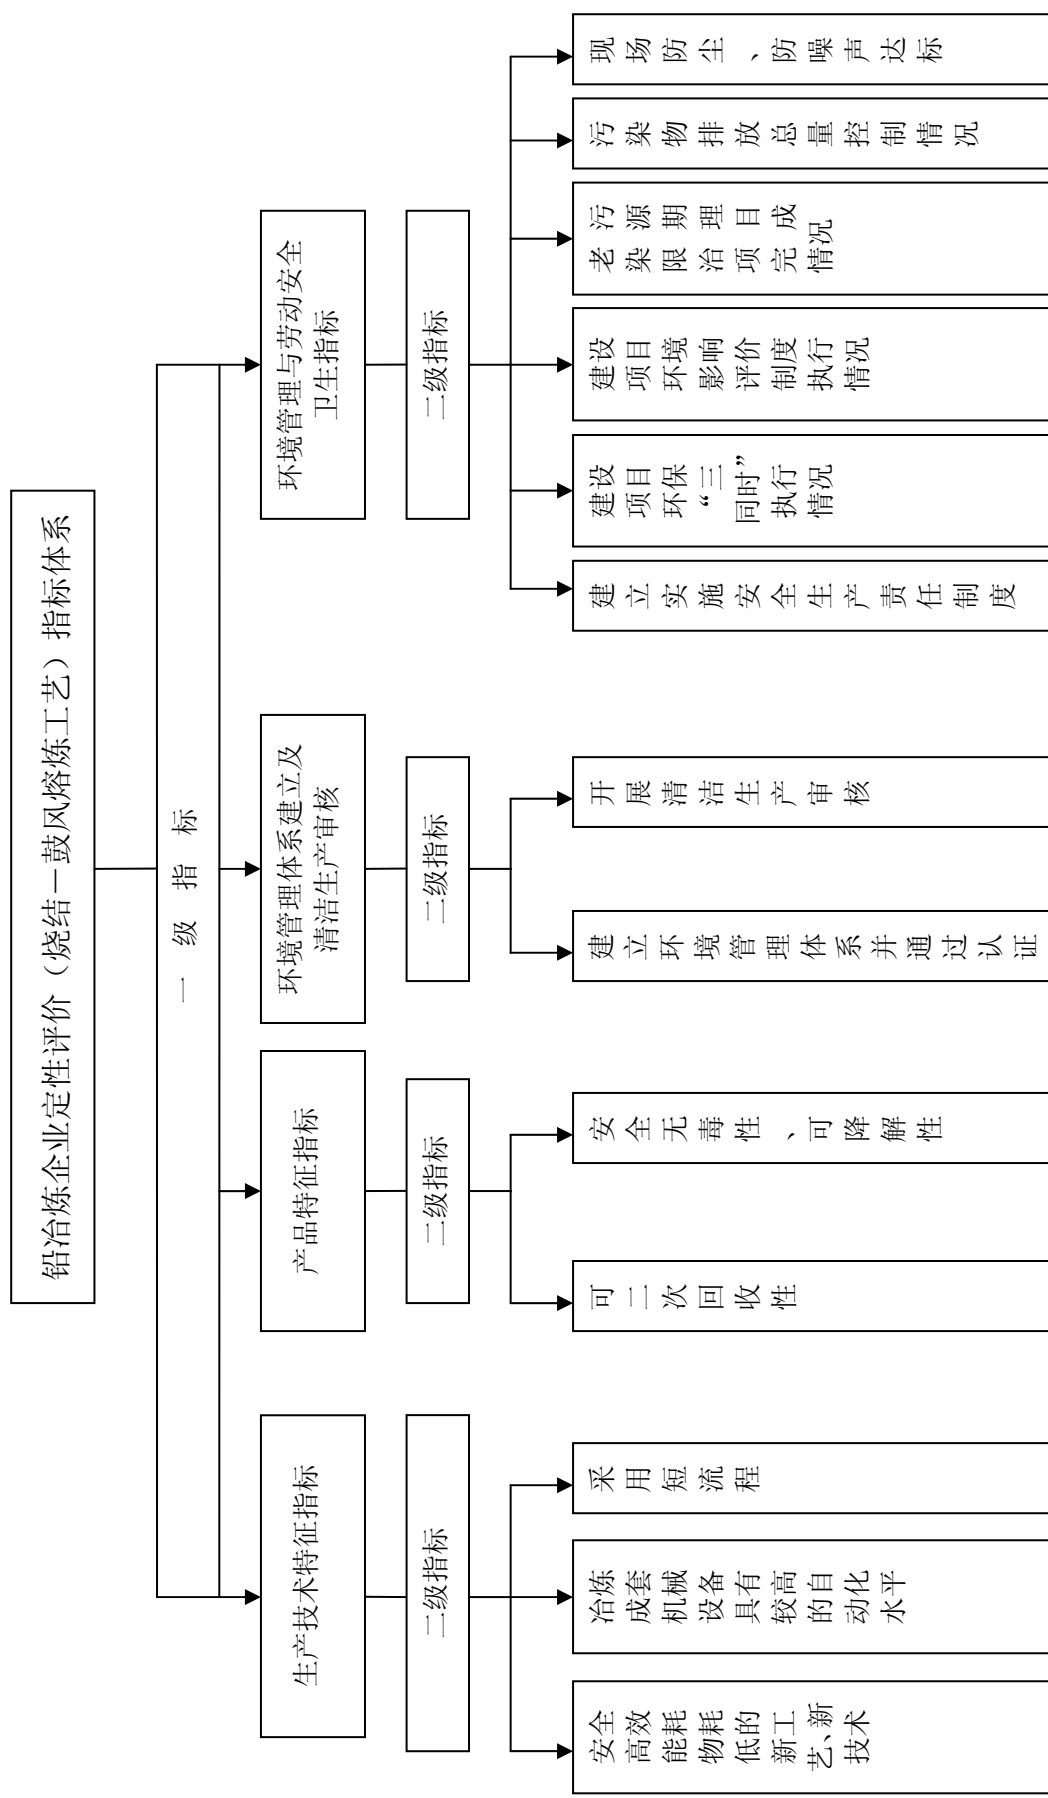 铅冶炼企业定性评价（烧结－鼓风熔炼工艺）指标体系
一 级 指 标
生产技术特征指标
产品特征指标
环境管理体系建立及
清洁生产审核
环境管理与劳动安全
卫生指标
二级指标
二级指标
二级指标
二级指标
安全
高效
能耗
物耗
低的
新工
艺、新
技术
冶炼
成套
机械
设备
具有
较高
的自
动化
水平
采用短流程
可二次回收性
安全无毒性、可降解性
建立环境管理体系并通过认证
开展清洁生产审核
建立实施安全生产责任制度
建设
项目
环保
“三
同时”
执行
情况
建设
项目
环境
影响
评价
制度
执行
情况
老污
染源
限期
治理
项目
完成
情况
污染物排放总量控制情况
现场防尘、防噪声达标